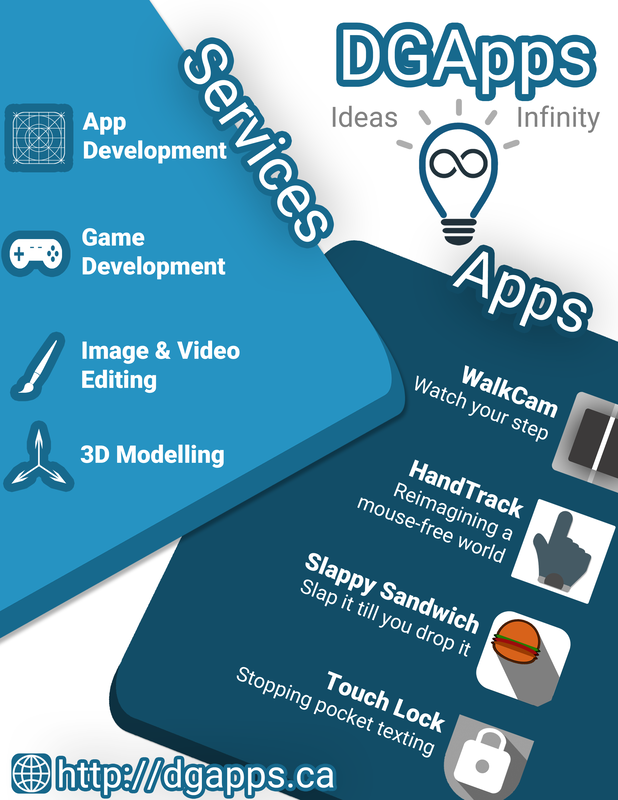 DGApps
Ideas Infinity
Services
App
Development
Game
Development
Image & Video
Editing
3D Modelling
Apps
WalkCam
Watch your step
HandTrack
Reimagining a
mouse-free world
Slappy Sandwich
Slap it till you drop it
Touch Lock
Stopping pocket texting
http://dgapps.ca